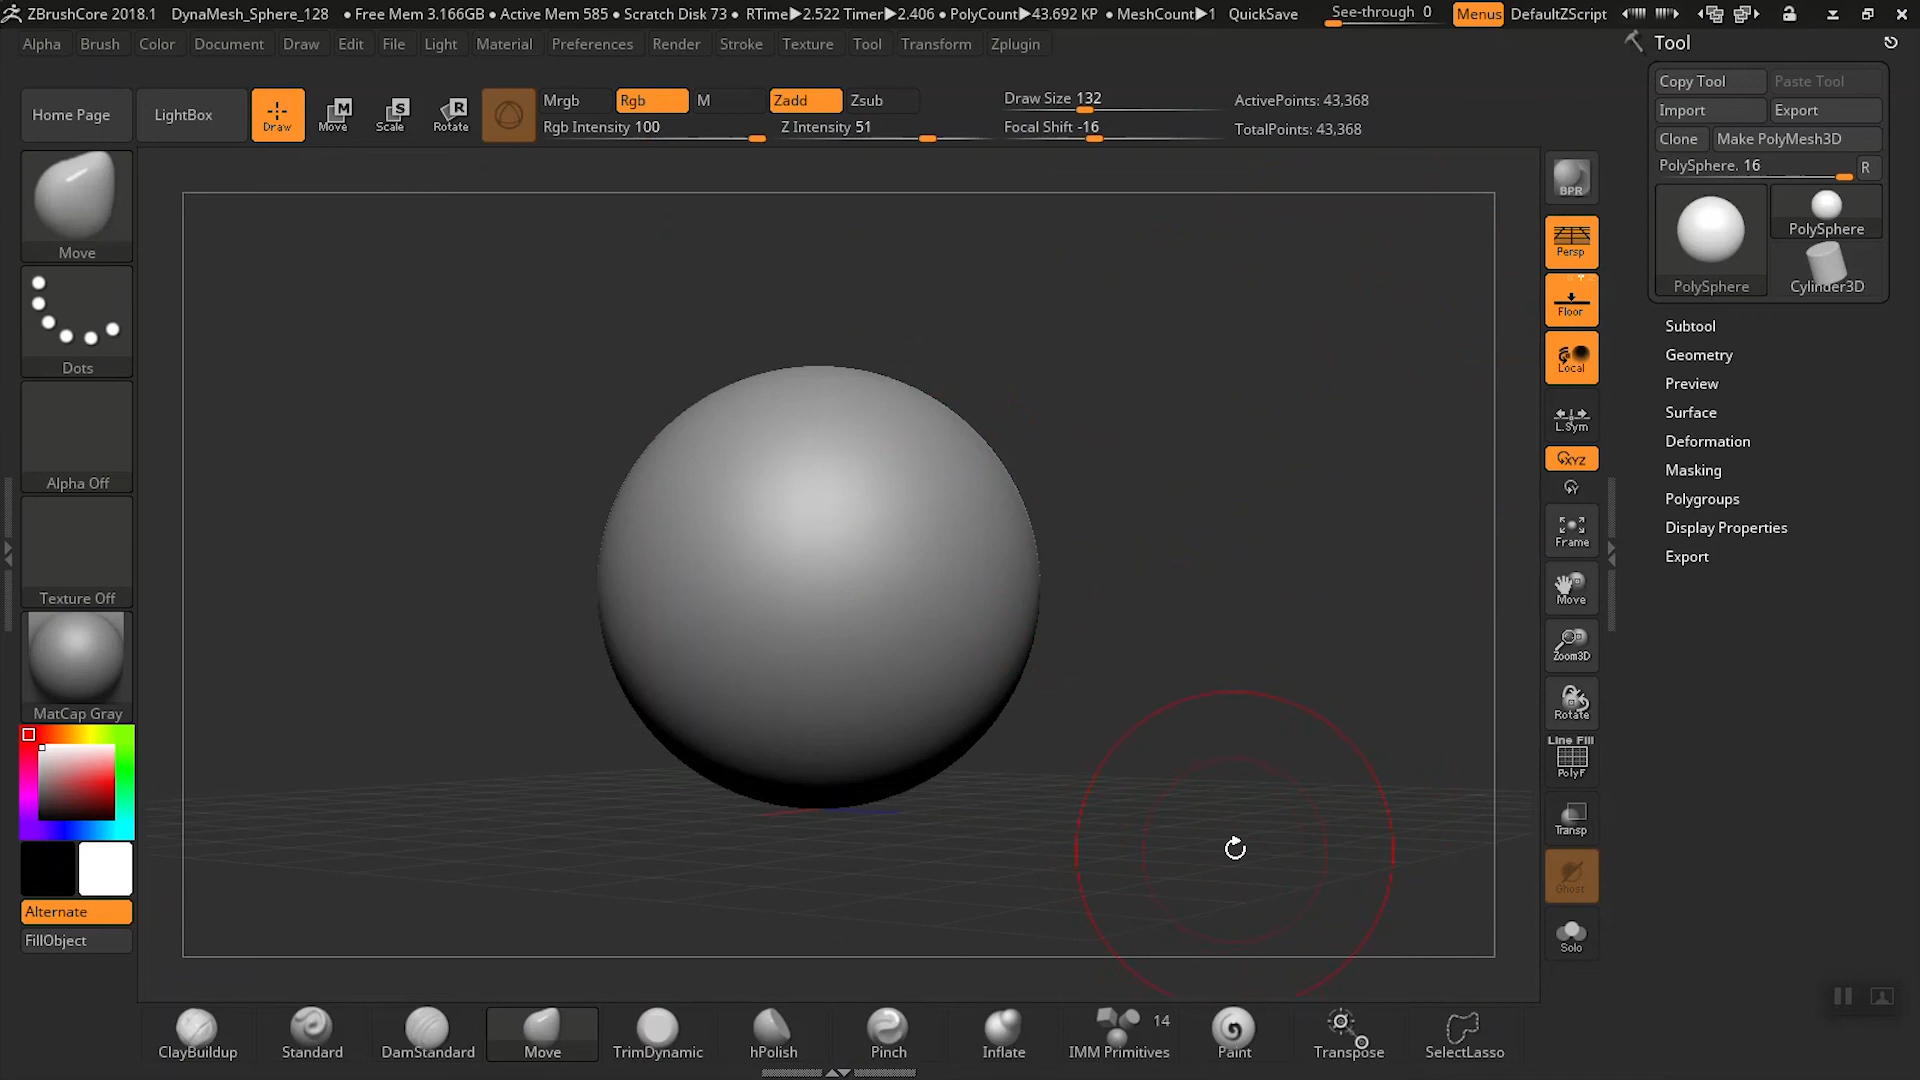 ZBrushCore 2018.1 DynaMesh_Sphere_128 • Free Mem 3.166GB • Active Mem 585 • Scratch Disk 73 • RTime▶2.522 Timer▶2.406 • PolyCount▶43.692 KP • MeshCount▶1 QuickSave See-through 0 Menus DefaultZScript
Alpha Brush Color Document Draw Edit File Light Material Preferences Render Stroke Texture Tool Transform Zplugin
Home Page
LightBox
Draw
Move
M
Scale
S
Rotate
R
Mrgb Rgb M Zadd Zsub
Rgb Intensity 100 Z Intensity 51
Draw Size 132
Focal Shift -16
ActivePoints: 43,368
TotalPoints: 43,368
Move
Dots
Alpha Off
Texture Off
MatCap Gray
Alternate
FillObject
BPR
Persp
Floor
Local
L.Sym
XYZ
Y
Frame
Move
Zoom3D
Rotate
Line Fill
PolyF
Transp
Ghost
Solo
Tool
Copy Tool Paste Tool
Import Export
Clone Make PolyMesh3D
PolySphere. 16 R
PolySphere
PolySphere
Cylinder3D
Subtool
Geometry
Preview
Surface
Deformation
Masking
Polygroups
Display Properties
Export
ClayBuildup
Standard
DamStandard
Move
TrimDynamic
hPolish
Pinch
Inflate
14
IMM Primitives
Paint
Transpose
SelectLasso